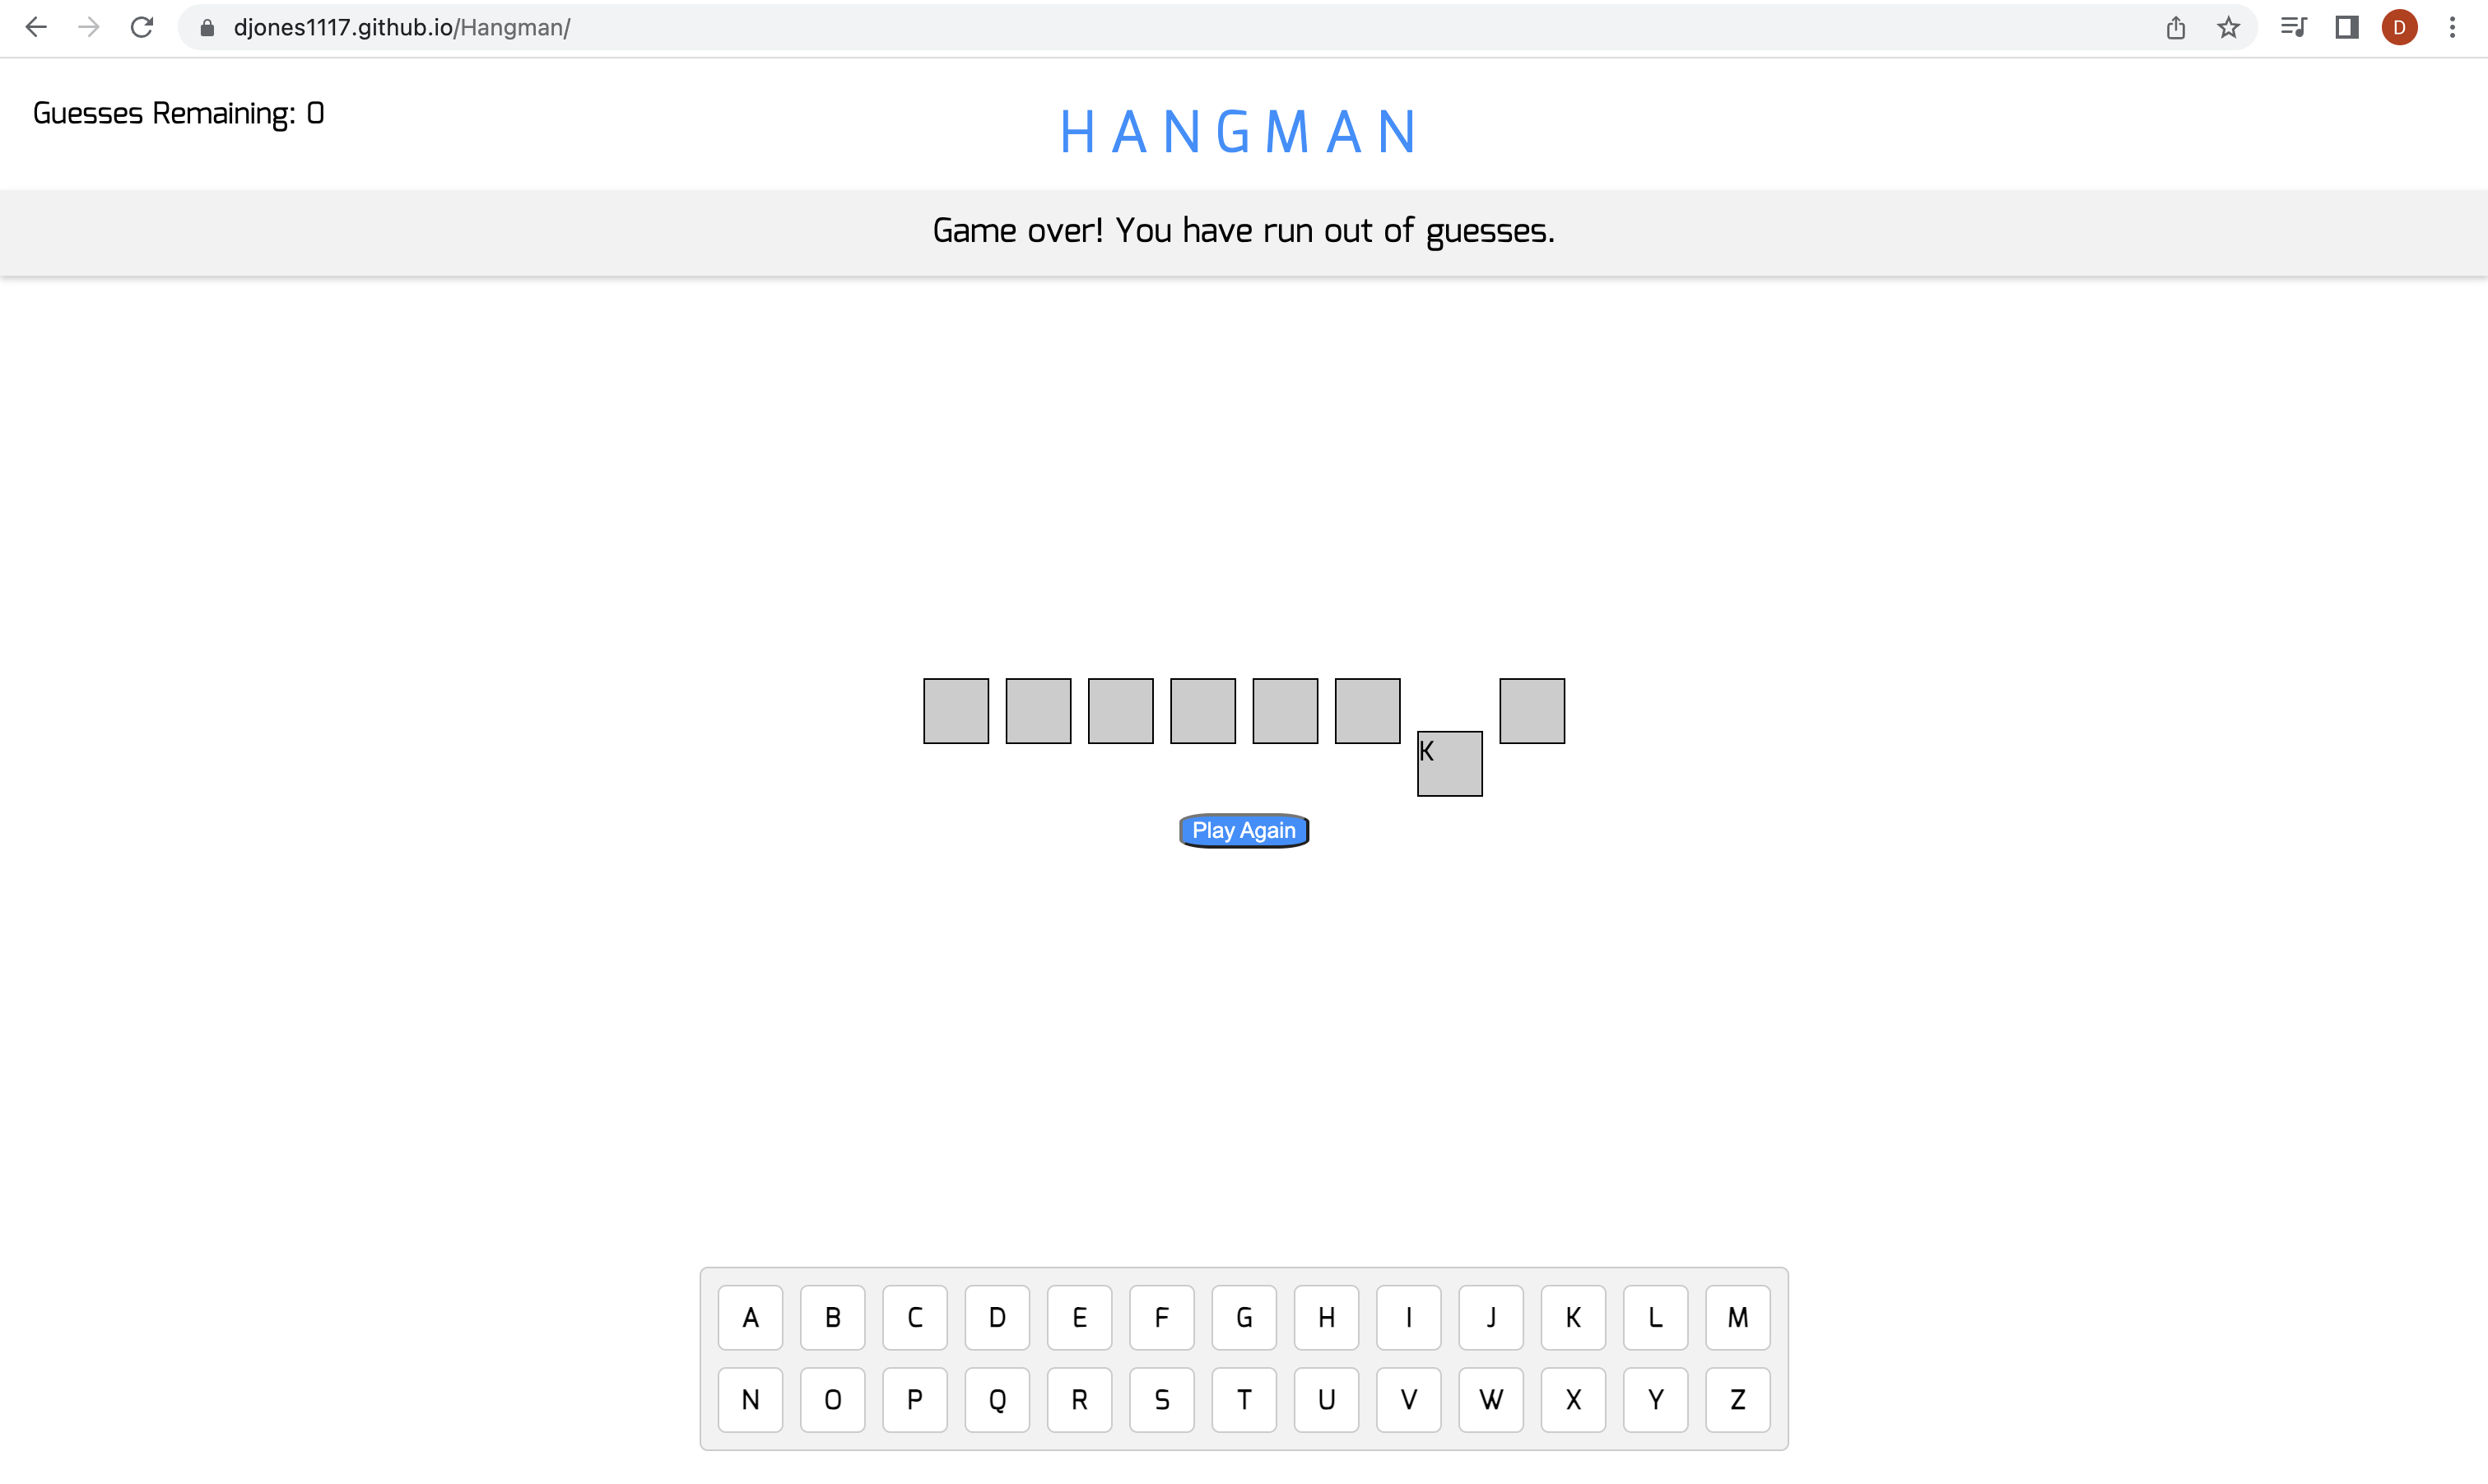 djones1117.github.io/Hangman/
D
Guesses Remaining: 0
HANGMAN
Game over! You have run out of guesses.
K
Play Again
A B C D E F G H I J K L M
N O P Q R S T U V W X Y Z